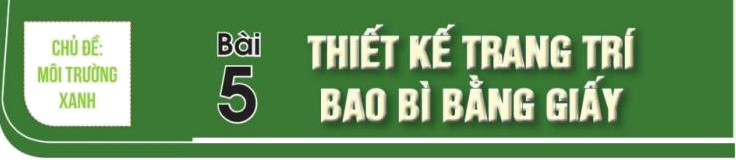 CHỦ ĐỀ:
MÔI TRƯỜNG
XANH
Bài
5
THIẾT KẾ TRANG TRÍ
BAO BÌ BẰNG GIẤY